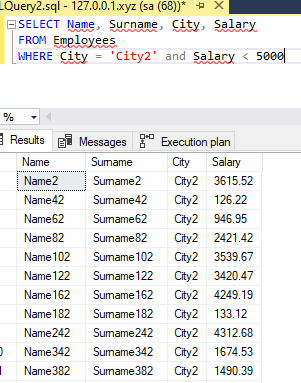 LQuery2.sql - 127.0.0.1.xyz (sa (68))*
SELECT Name, Surname, City, Salary
FROM Employees
WHERE City = 'City2' and Salary < 5000
%
Results Messages Execution plan
Name Surname City Salary
Name2 Surname2 City2 3615.52
Name42 Surname42 City2 126.22
Name62 Surname62 City2 946.95
Name82 Surname82 City2 2421.42
Name102 Surname102 City2 3539.67
Name122 Surname122 City2 3420.47
Name162 Surname162 City2 4249.19
Name182 Surname182 City2 133.12
Name242 Surname242 City2 4312.68
0 Name342 Surname342 City2 1674.53
1 Name382 Surname382 City2 1490.39